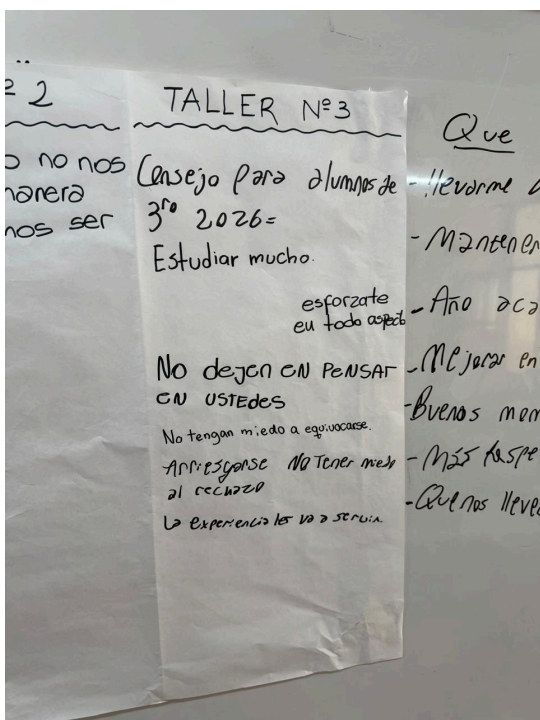 º 2
o no nos
manera
mos ser
TALLER Nº3
Consejo para alumnos de
3ro 2026=
Estudiar mucho.
esforzate
eu todo aspecto
No dejen EN PENSAR
EN USTEDES
No tengan miedo a equivocarse.
Arriesgarse No Tener miedo
al rechazo
La experiencia les va a servir.
Que
- llevarme
- Mantener
- Año aca
- Mejorar en
- Buenos mom
- Más Respe
- Que nos lleve